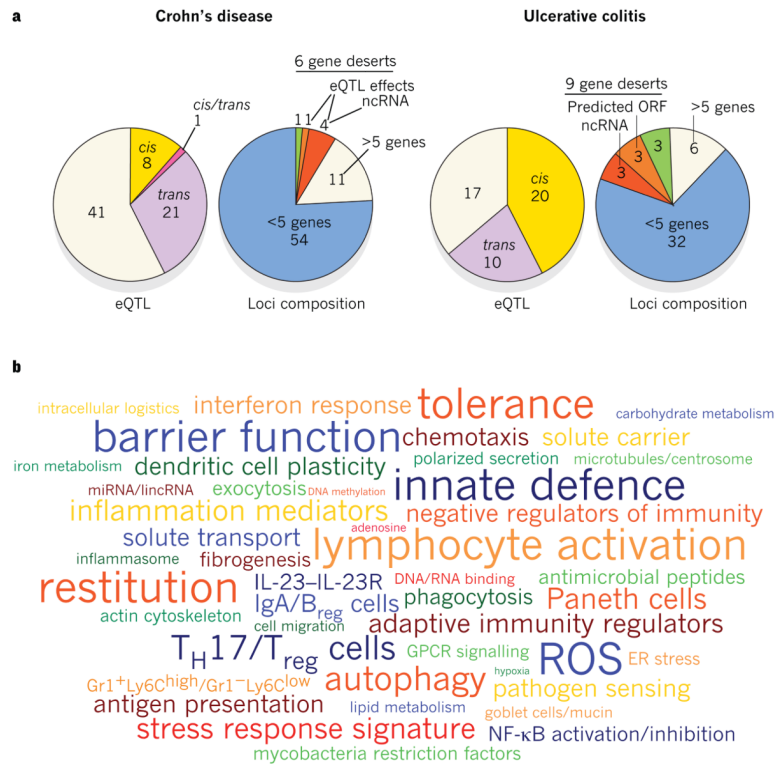 a
Crohn's disease
Ulcerative colitis
6 gene deserts
eQTL effects
ncRNA
cis/trans
1
1 1
4
>5 genes
cis
8
trans
21
41
11
<5 genes
54
eQTL
Loci composition
9 gene deserts
Predicted ORF
ncRNA
>5 genes
17
cis
20
trans
10
3
3
3
6
<5 genes
32
eQTL
Loci composition
b
intracellular logistics interferon response tolerance carbohydrate metabolism
barrier function chemotaxis solute carrier
iron metabolism dendritic cell plasticity polarized secretion microtubules/centrosome
miRNA/lincRNA exocytosis DNA methylation innate defence
inflammation mediators negative regulators of immunity
solute transport adenosine lymphocyte activation
inflammasome fibrogenesis
restitution IL-23–IL-23R DNA/RNA binding antimicrobial peptides
IgA/Breg cells phagocytosis Paneth cells
actin cytoskeleton cell migration adaptive immunity regulators
TH17/Treg cells GPCR signalling ROS ER stress
Gr1+Ly6Chigh/Gr1–Ly6Clow autophagy hypoxia pathogen sensing
antigen presentation lipid metabolism goblet cells/mucin
stress response signature NF-κB activation/inhibition
mycobacteria restriction factors